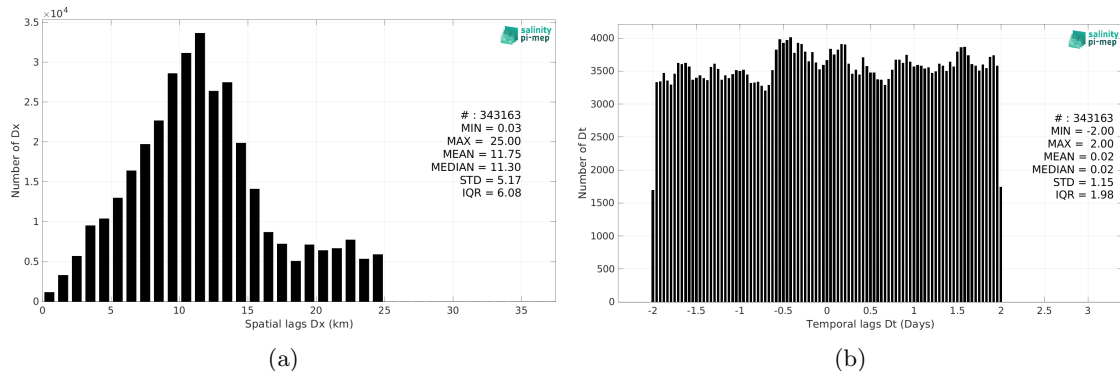 ×10⁴
3.5
3
2.5
2
1.5
1
0.5
0
Number of Dx
0 5 10 15 20 25 30 35
Spatial lags Dx (km)
salinity
pi-mep
# : 343163
MIN = 0.03
MAX = 25.00
MEAN = 11.75
MEDIAN = 11.30
STD = 5.17
IQR = 6.08
(a)
4000
3500
3000
2500
2000
1500
1000
500
0
Number of Dt
-2 -1.5 -1 -0.5 0 0.5 1 1.5 2 2.5 3
Temporal lags Dt (Days)
salinity
pi-mep
# : 343163
MIN = -2.00
MAX = 2.00
MEAN = 0.02
MEDIAN = 0.02
STD = 1.15
IQR = 1.98
(b)